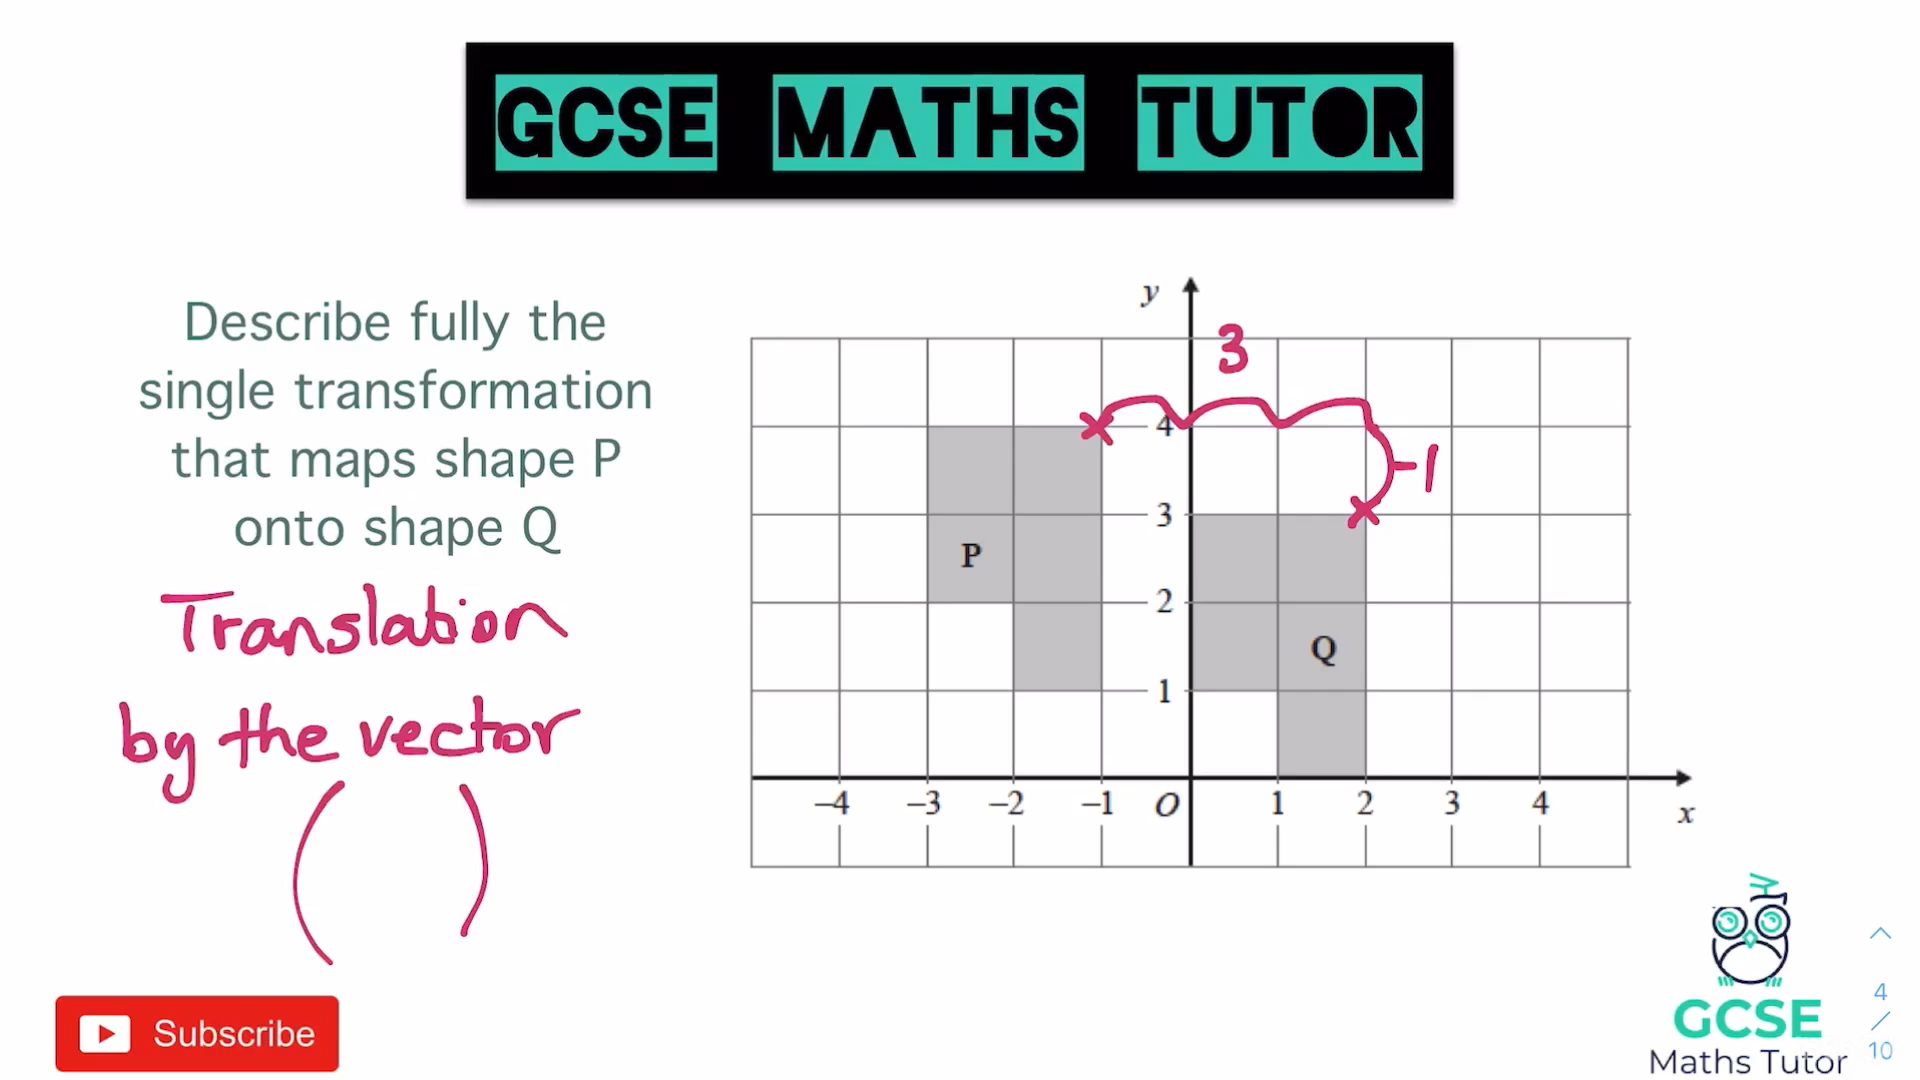 GCSE MATHS TUTOR
Describe fully the
single transformation
that maps shape P
onto shape Q
Translation
by the vector
( )
y
3
4
-1
3
P
2
Q
1
–4 –3 –2 –1 O 1 2 3 4
x
Subscribe
GCSE
Maths Tutor
4
/
10